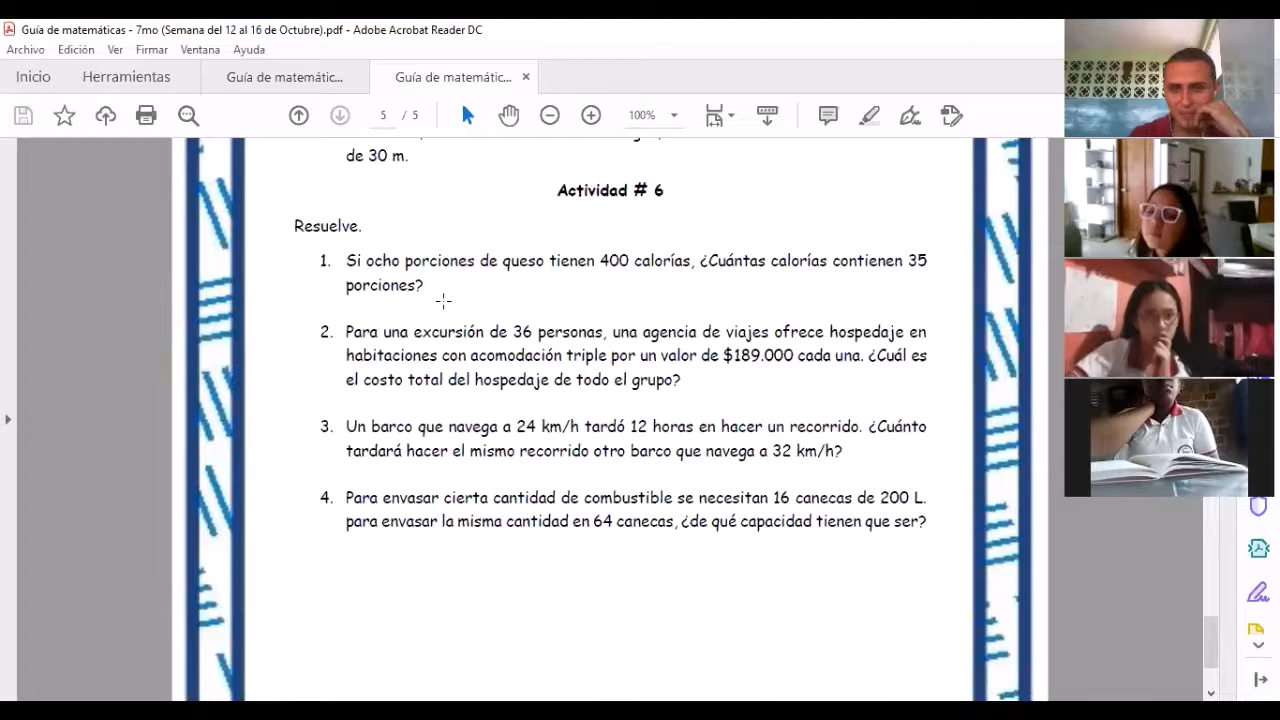 Guía de matemáticas - 7mo (Semana del 12 al 16 de Octubre).pdf - Adobe Acrobat Reader DC
Archivo Edición Ver Firmar Ventana Ayuda
Inicio Herramientas Guía de matemátic... Guía de matemátic... ×
5 / 5 100%
de 30 m.
Actividad # 6
Resuelve.
1. Si ocho porciones de queso tienen 400 calorías, ¿Cuántas calorías contienen 35
porciones?
2. Para una excursión de 36 personas, una agencia de viajes ofrece hospedaje en
habitaciones con acomodación triple por un valor de $189.000 cada una. ¿Cuál es
el costo total del hospedaje de todo el grupo?
3. Un barco que navega a 24 km/h tardó 12 horas en hacer un recorrido. ¿Cuánto
tardará hacer el mismo recorrido otro barco que navega a 32 km/h?
4. Para envasar cierta cantidad de combustible se necesitan 16 canecas de 200 L.
para envasar la misma cantidad en 64 canecas, ¿de qué capacidad tienen que ser?